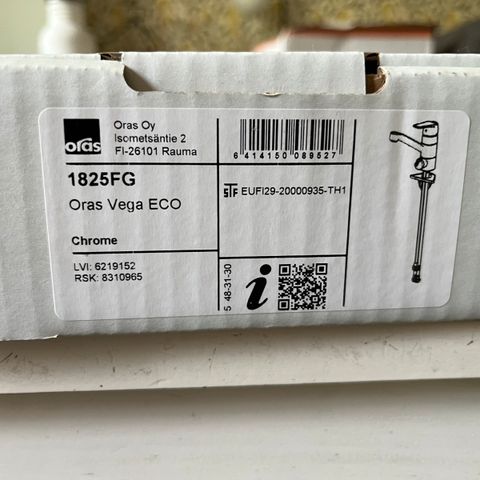 oras
Oras Oy
Isometsäntie 2
FI-26101 Rauma
1825FG
Oras Vega ECO
Chrome
LVI: 6219152
RSK: 8310965
6 414150 089527
STF EUFI29-20000935-TH1
5 48-31-30
i